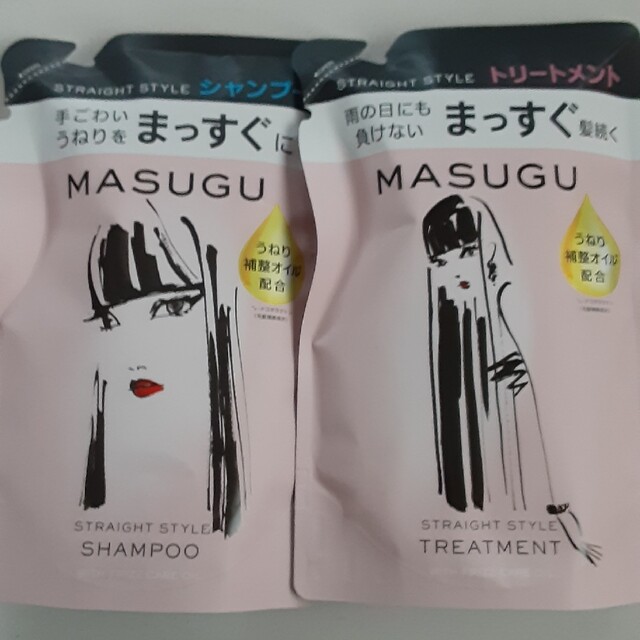 STRAIGHT STYLE シャンプー
手ごわい
うねりを まっすぐに
MASUGU
うねり
補整オイル
配合
STRAIGHT STYLE
SHAMPOO
STRAIGHT STYLE トリートメント
雨の日にも
負けない まっすぐ髪続く
MASUGU
うねり
補整オイル
配合
STRAIGHT STYLE
TREATMENT